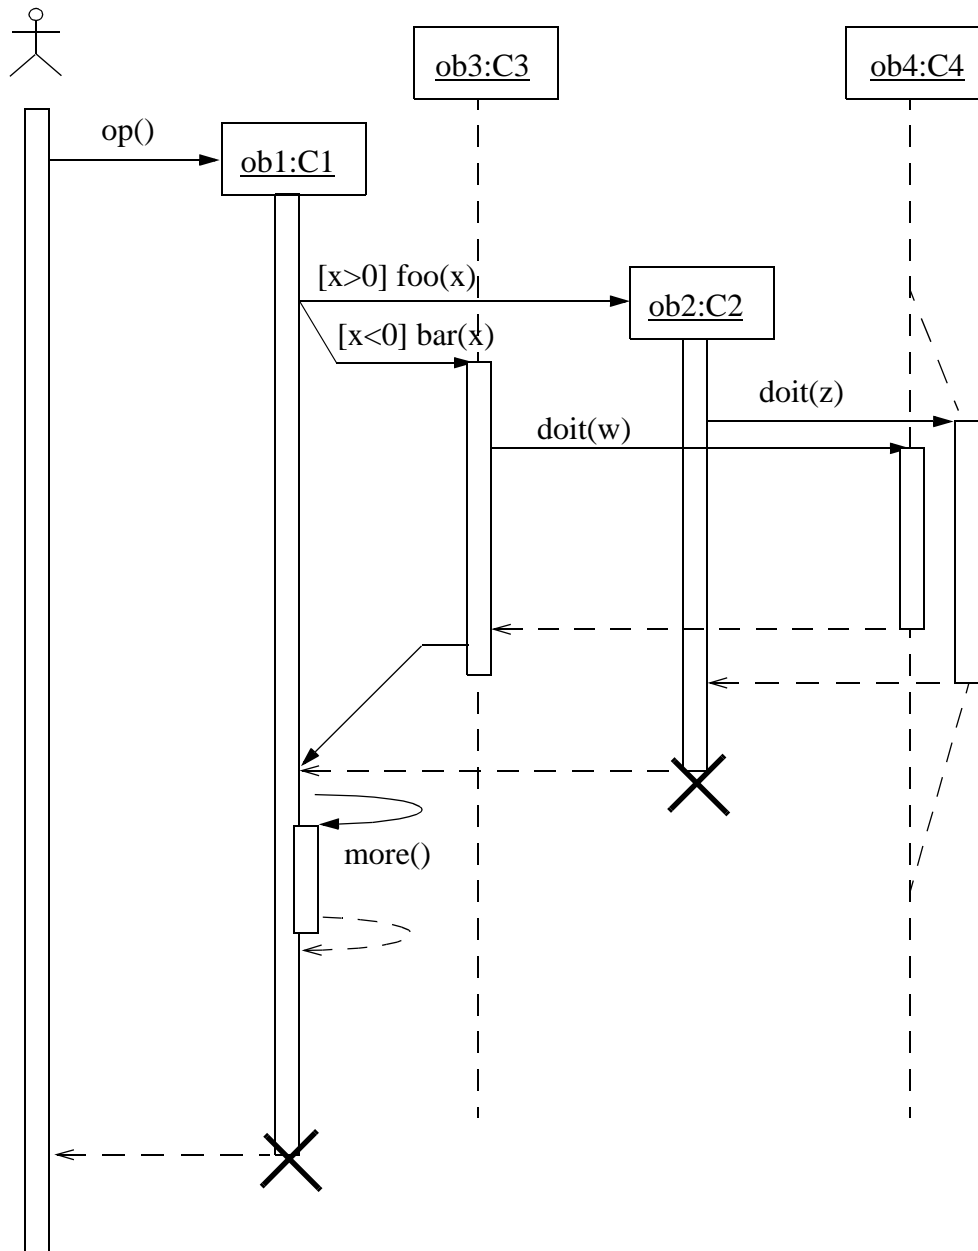 ob3:C3
ob4:C4
op()
ob1:C1
[x>0] foo(x)
ob2:C2
[x<0] bar(x)
doit(z)
doit(w)
more()